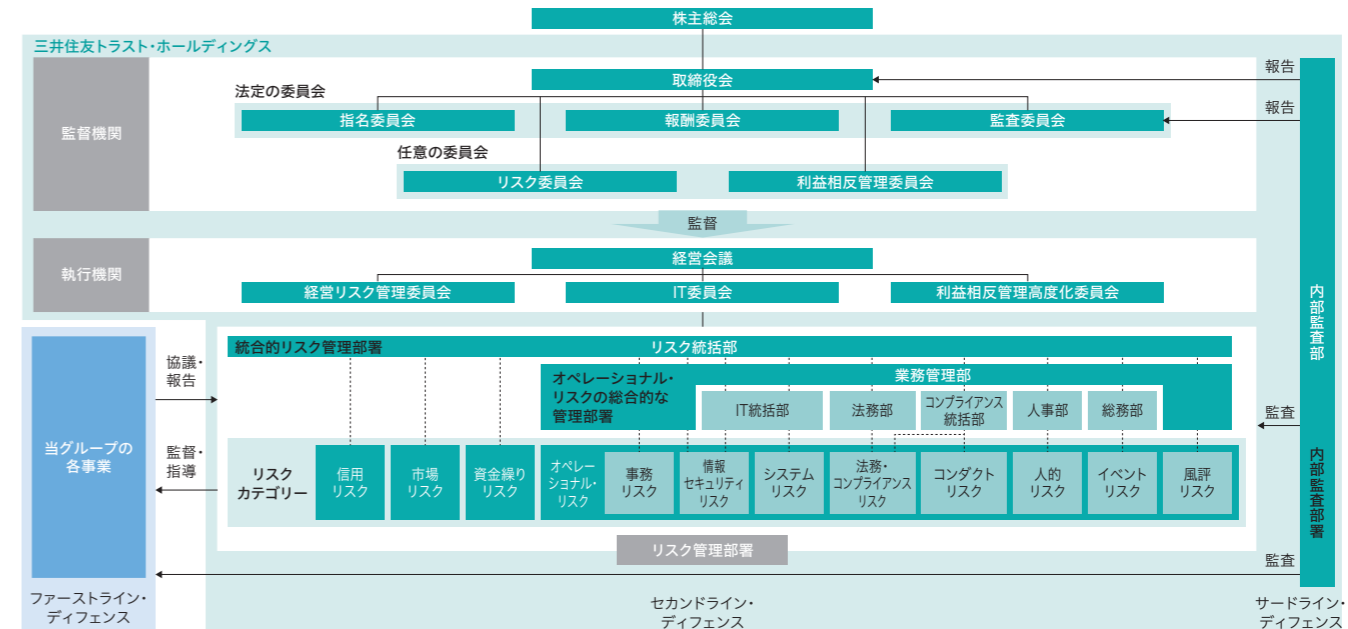 株主総会
三井住友トラスト・ホールディングス
監督機関
取締役会
報告
法定の委員会
指名委員会
報酬委員会
監査委員会
報告
任意の委員会
リスク委員会
利益相反管理委員会
監督
執行機関
経営会議
経営リスク管理委員会
IT委員会
利益相反管理高度化委員会
内部監査部
内部監査部署
当グループの
各事業
協議・
報告
監督・
指導
統合的リスク管理部署
リスク統括部
オペレーショナル・
リスクの総合的な
管理部署
業務管理部
IT統括部
法務部
コンプライアンス
統括部
人事部
総務部
監査
リスク
カテゴリー
信用
リスク
市場
リスク
資金繰り
リスク
オペレー
ショナル・
リスク
事務
リスク
情報
セキュリティ
リスク
システム
リスク
法務・
コンプライアンス
リスク
コンダクト
リスク
人的
リスク
イベント
リスク
風評
リスク
リスク管理部署
監査
ファーストライン・
ディフェンス
セカンドライン・
ディフェンス
サードライン・
ディフェンス